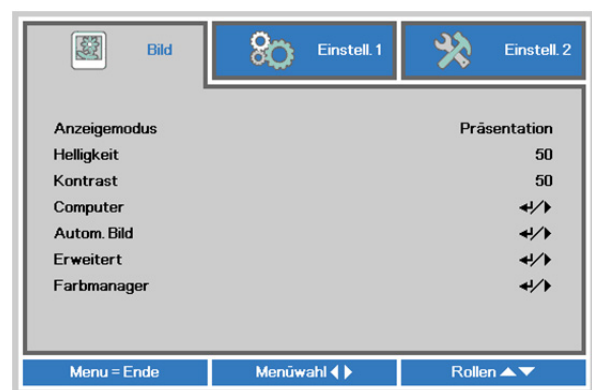 Bild Einstell. 1 Einstell. 2
Anzeigemodus Präsentation
Helligkeit 50
Kontrast 50
Computer ↵/▶
Autom. Bild ↵/▶
Erweitert ↵/▶
Farbmanager ↵/▶
Menu = Ende Menüwahl ◀ ▶ Rollen ▲▼